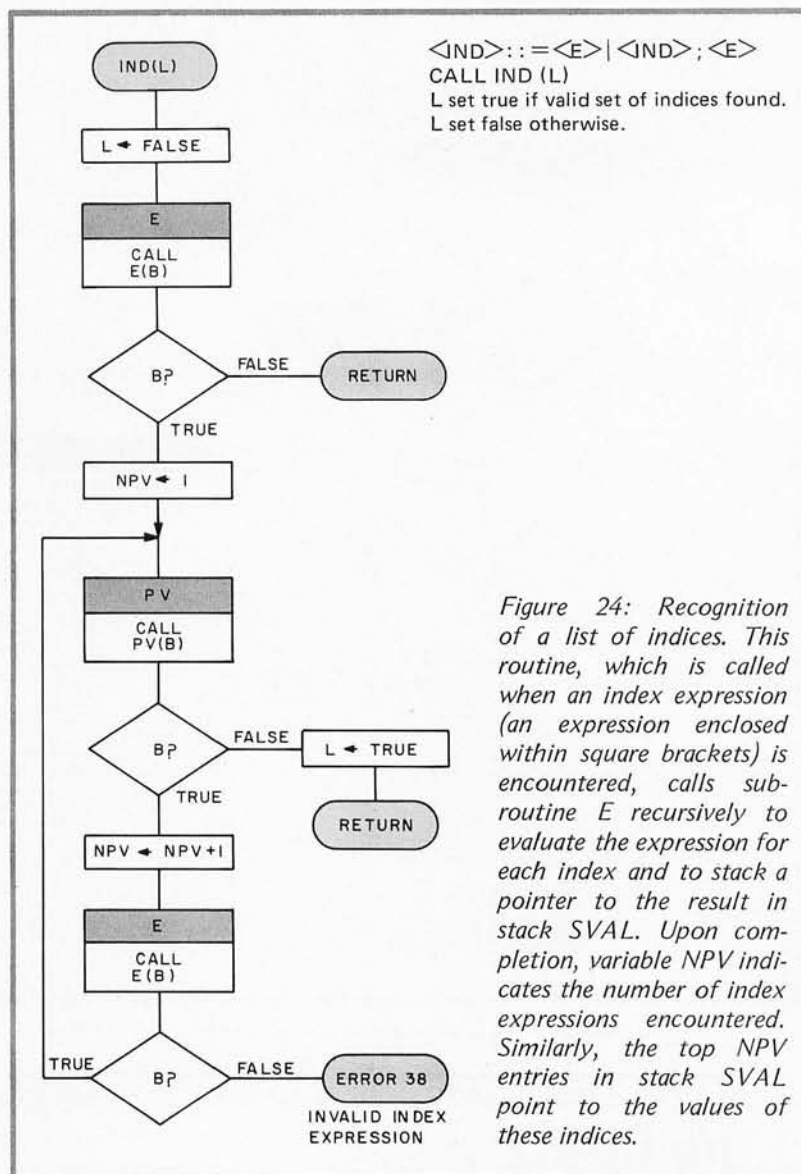 IND(L)
<IND>::=<E>|<IND>;<E>
CALL IND (L)
L set true if valid set of indices found.
L set false otherwise.
L ← FALSE
E
CALL
E(B)
B?
FALSE
RETURN
TRUE
NPV ← I
PV
CALL
PV(B)
B?
FALSE
L ← TRUE
RETURN
TRUE
NPV ← NPV+I
E
CALL
E(B)
B?
TRUE
FALSE
ERROR 38
INVALID INDEX
EXPRESSION
Figure 24: Recognition
of a list of indices. This
routine, which is called
when an index expression
(an expression enclosed
within square brackets) is
encountered, calls sub-
routine E recursively to
evaluate the expression for
each index and to stack a
pointer to the result in
stack SVAL. Upon com-
pletion, variable NPV indi-
cates the number of index
expressions encountered.
Similarly, the top NPV
entries in stack SVAL
point to the values of
these indices.